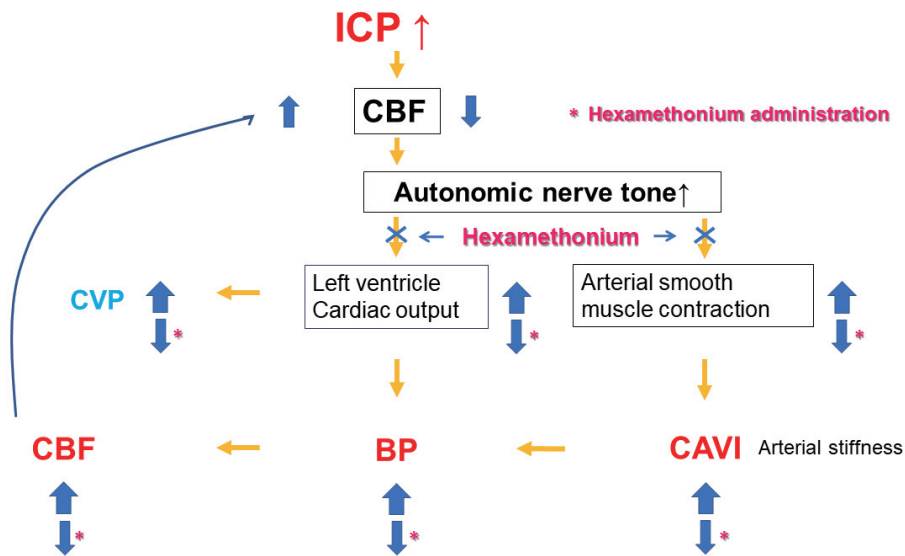 ICP ↑
CBF
* Hexamethonium administration
Autonomic nerve tone↑
Hexamethonium
Left ventricle
Cardiac output
Arterial smooth
muscle contraction
CVP
*
*
*
CBF
BP
CAVI Arterial stiffness
*
*
*